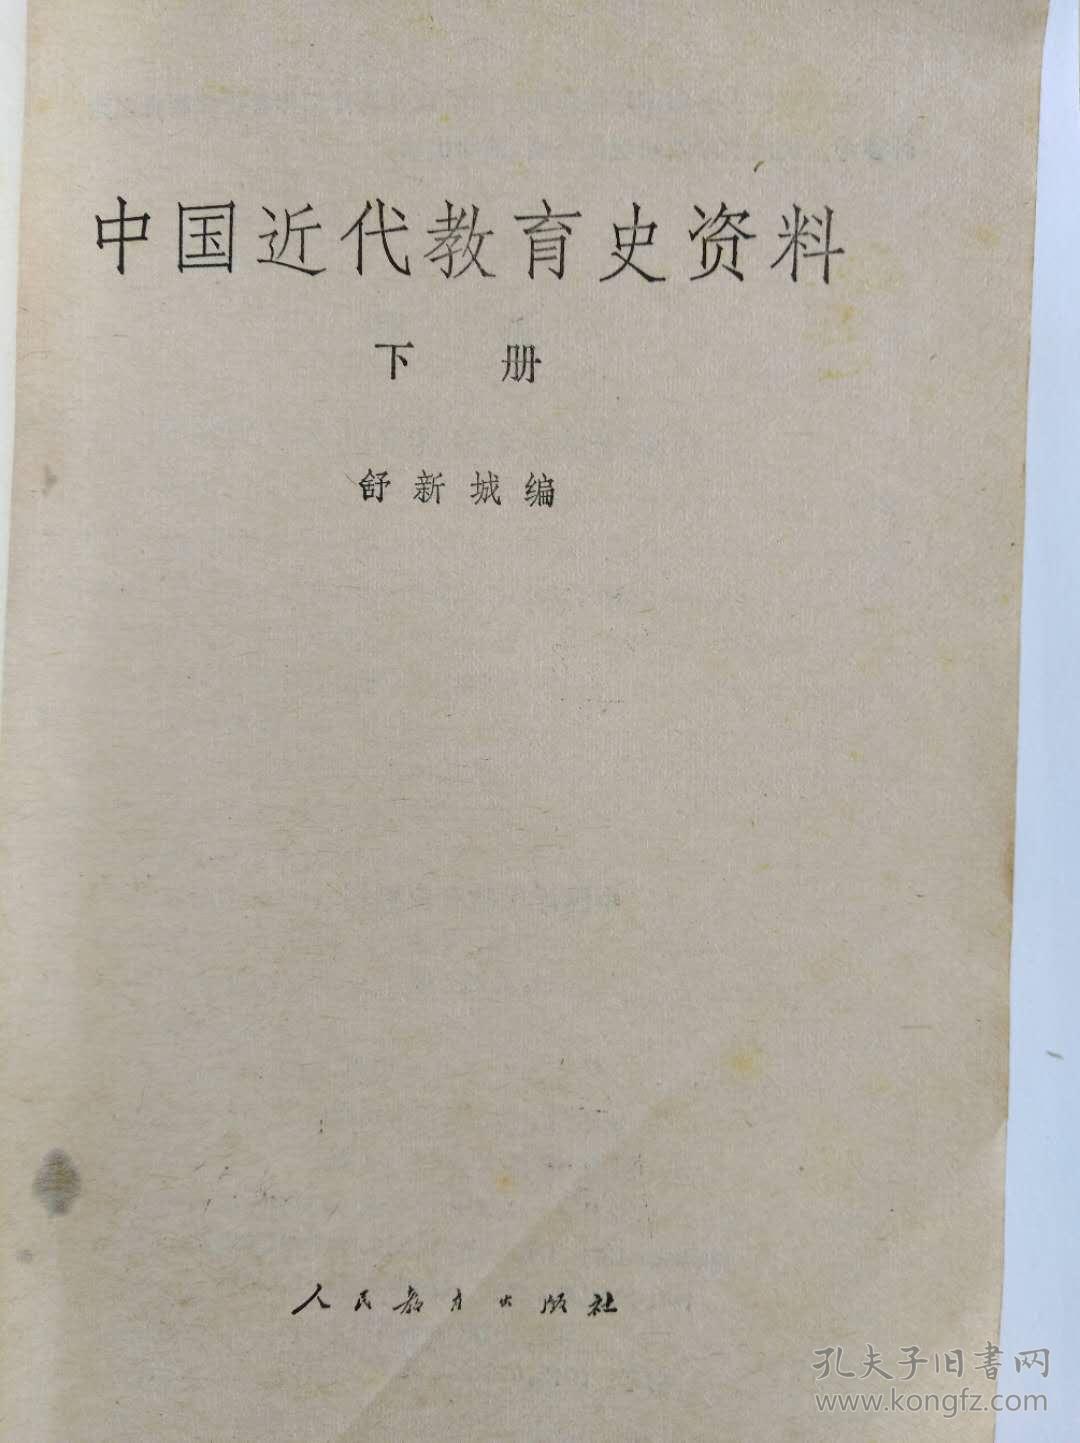 中国近代教育史资料
下 册
舒新城编
人民教育出版社
孔夫子旧书网
www.kongfz.com